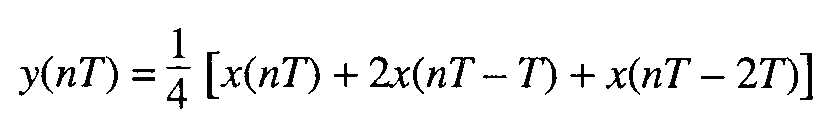 y(nT) = 1/4 [x(nT) + 2x(nT − T) + x(nT − 2T)]